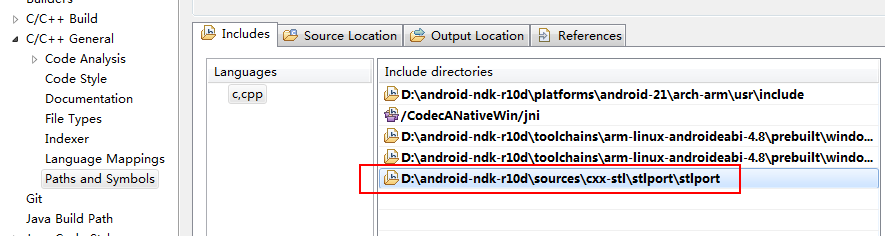 Builders
C/C++ Build
C/C++ General
Code Analysis
Code Style
Documentation
File Types
Indexer
Language Mappings
Paths and Symbols
Git
Java Build Path
Java Code Style
Includes
Source Location
Output Location
References
Languages
c,cpp
Include directories
D:\android-ndk-r10d\platforms\android-21\arch-arm\usr\include
/CodecANativeWin/jni
D:\android-ndk-r10d\toolchains\arm-linux-androideabi-4.8\prebuilt\windo...
D:\android-ndk-r10d\toolchains\arm-linux-androideabi-4.8\prebuilt\windo...
D:\android-ndk-r10d\sources\cxx-stl\stlport\stlport